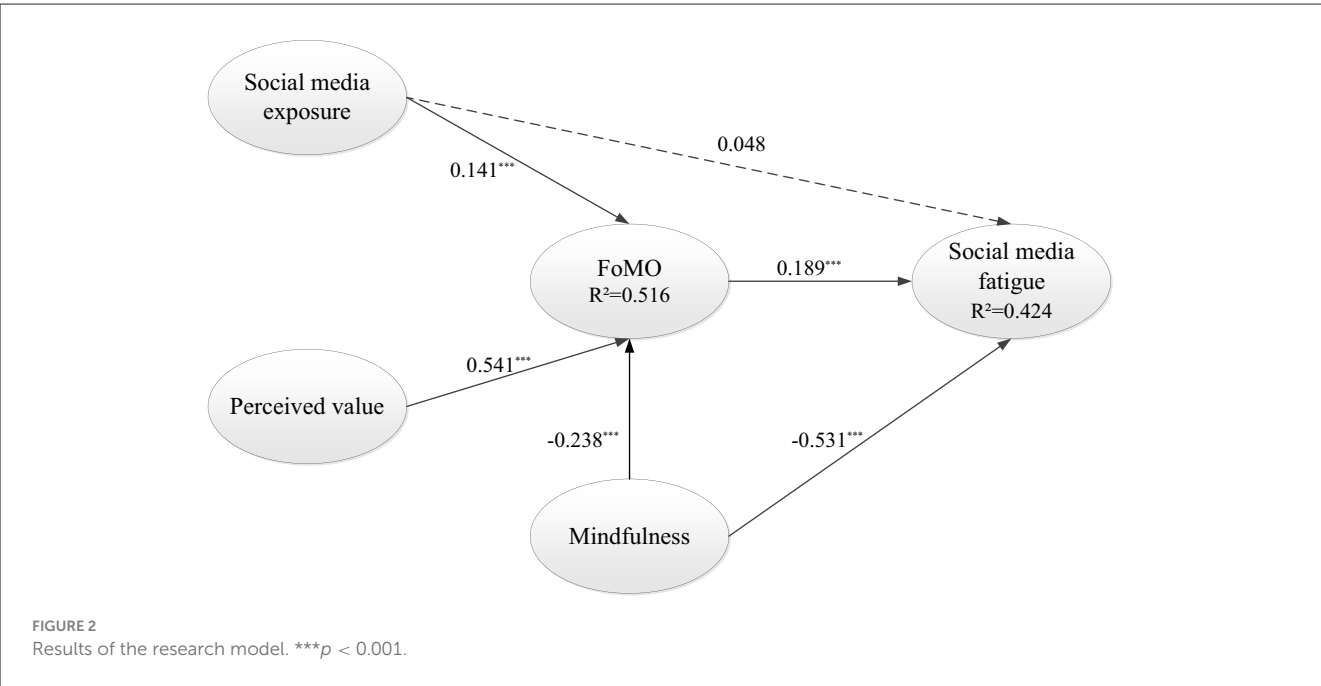 Social media
exposure
0.048
0.141***
FoMO
R²=0.516
0.189***
Social media
fatigue
R²=0.424
0.541***
Perceived value
-0.238***
-0.531***
Mindfulness
FIGURE 2
Results of the research model. ***p < 0.001.